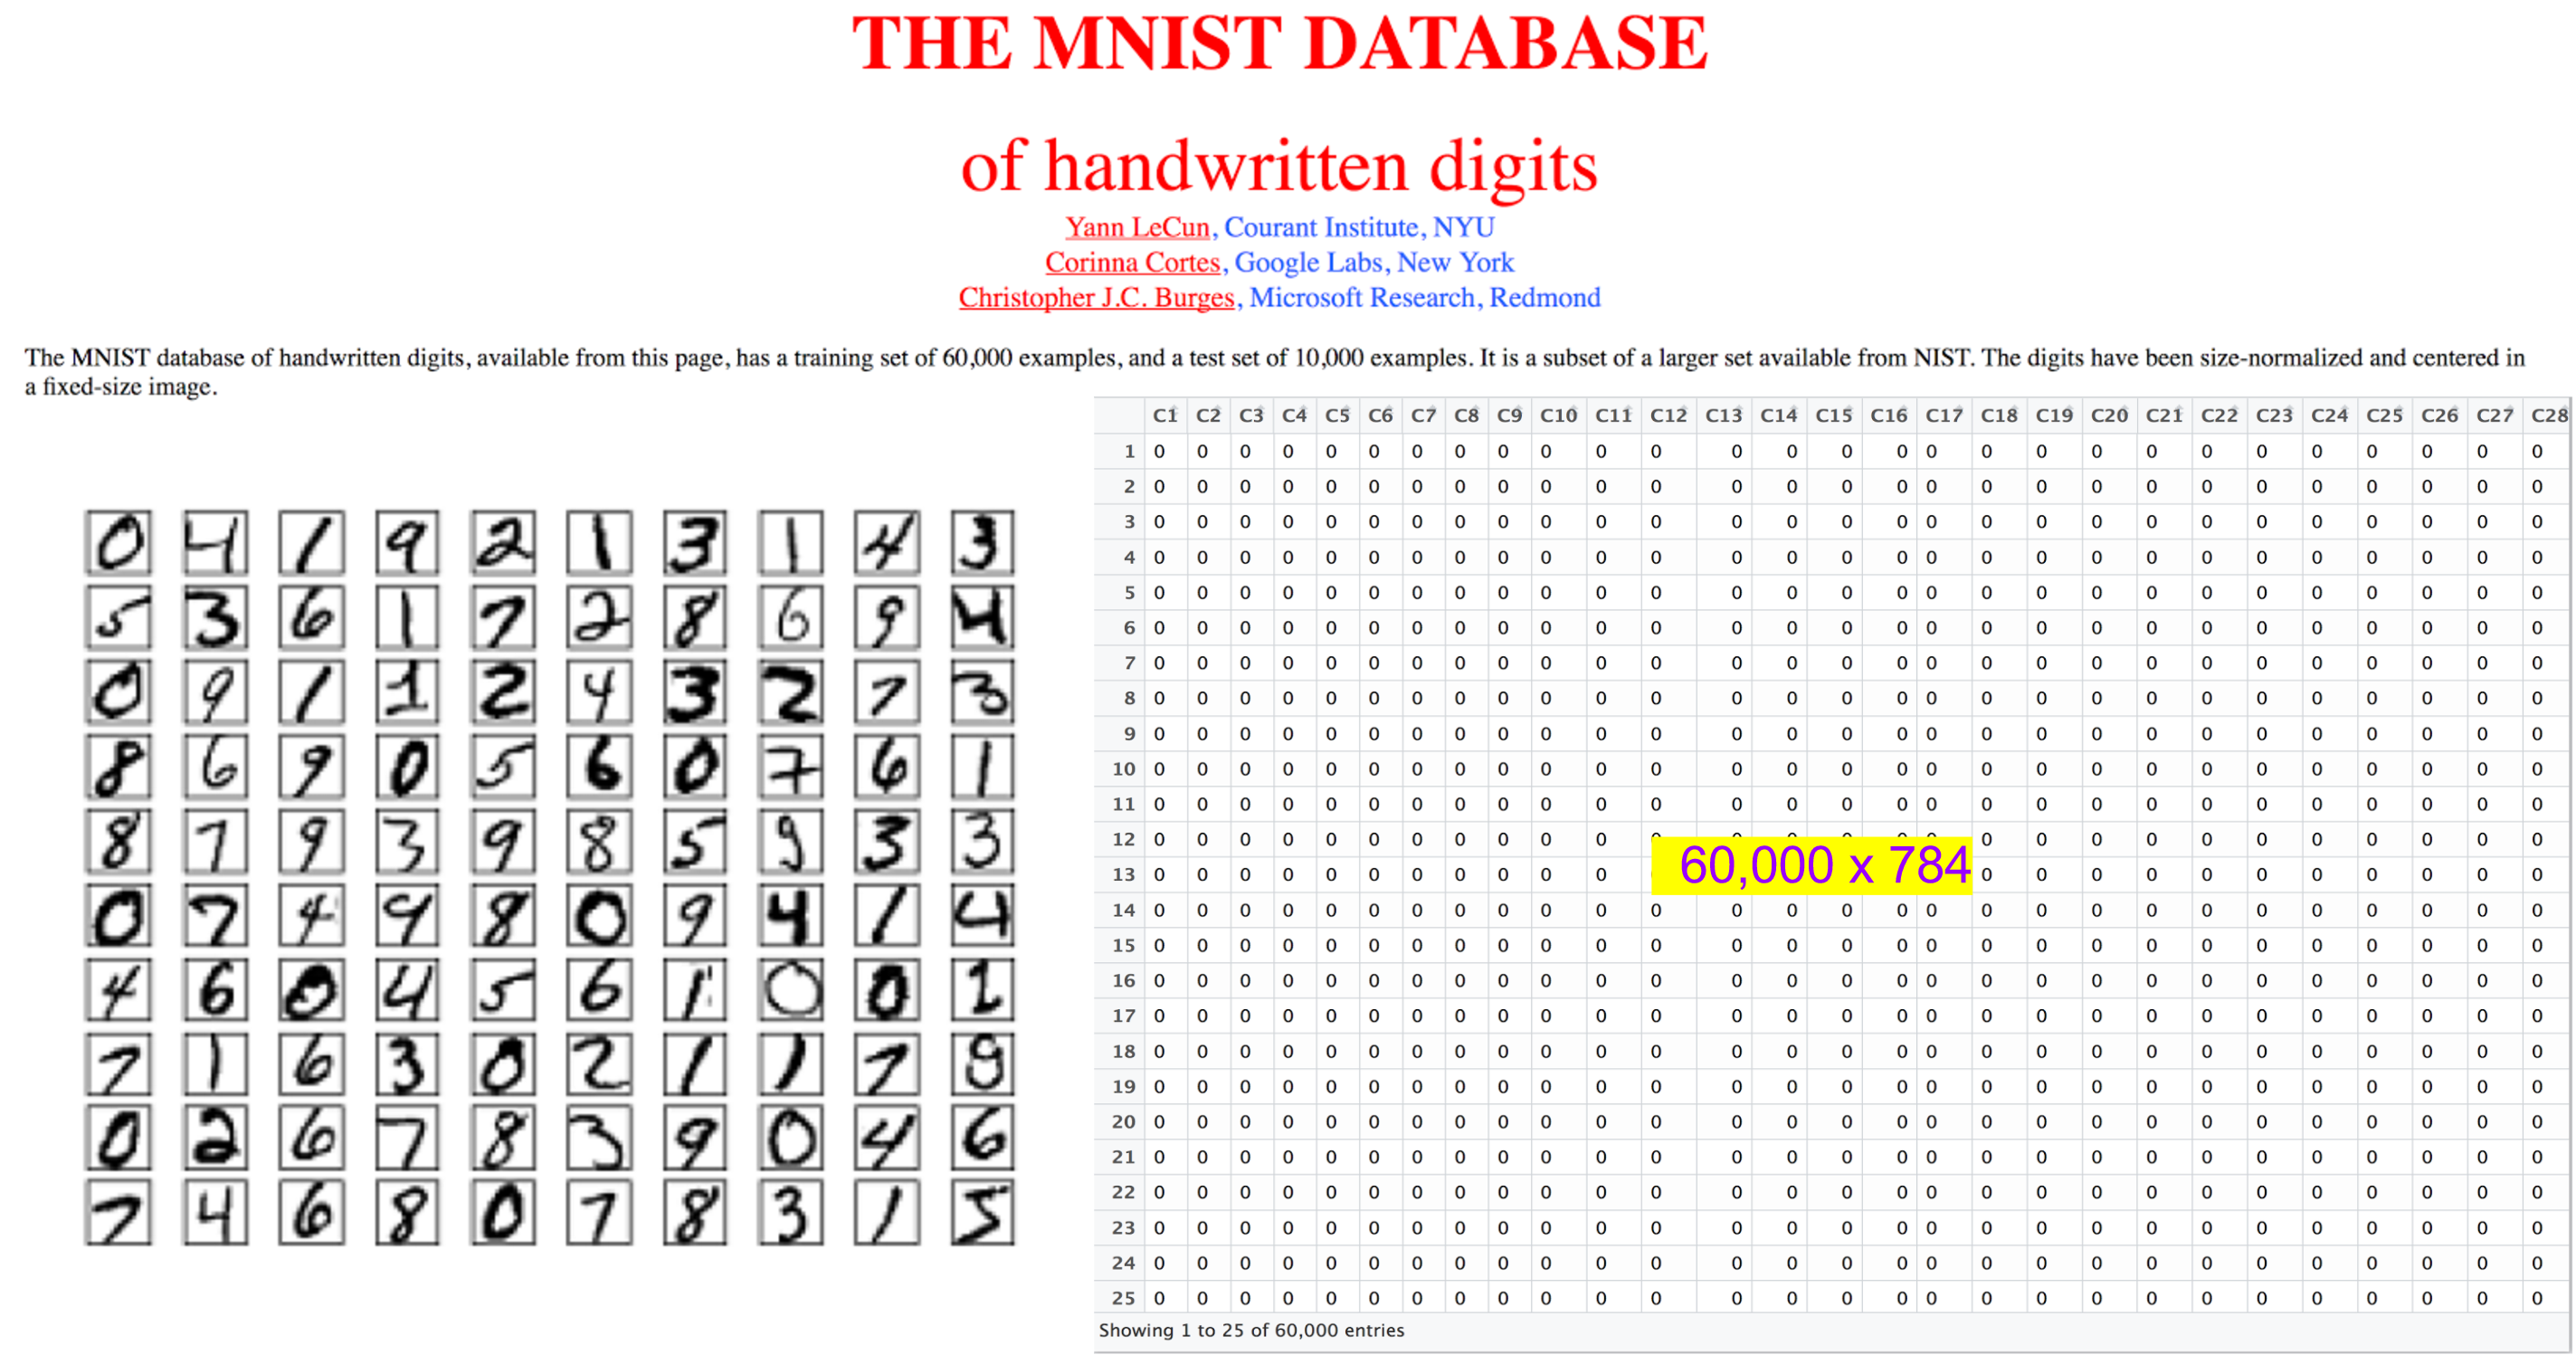 THE MNIST DATABASE
of handwritten digits
Yann LeCun, Courant Institute, NYU
Corinna Cortes, Google Labs, New York
Christopher J.C. Burges, Microsoft Research, Redmond
The MNIST database of handwritten digits, available from this page, has a training set of 60,000 examples, and a test set of 10,000 examples. It is a subset of a larger set available from NIST. The digits have been size-normalized and centered in
a fixed-size image.
0 4 1 9 2 1 3 1 4 3
5 3 6 1 7 2 8 6 9 4
0 9 1 1 2 4 3 2 7 3
8 6 9 0 5 6 0 7 6 1
8 7 9 3 9 8 5 9 3 3
0 7 4 9 8 0 9 4 1 4
4 6 0 4 5 6 1 0 0 1
7 1 6 3 0 2 1 1 7 9
0 2 6 7 8 3 9 0 4 6
7 4 6 8 0 7 8 3 1 5
C1 C2 C3 C4 C5 C6 C7 C8 C9 C10 C11 C12 C13 C14 C15 C16 C17 C18 C19 C20 C21 C22 C23 C24 C25 C26 C27 C28
1 0 0 0 0 0 0 0 0 0 0 0 0 0 0 0 0 0 0 0 0 0 0 0 0 0 0 0 0
2 0 0 0 0 0 0 0 0 0 0 0 0 0 0 0 0 0 0 0 0 0 0 0 0 0 0 0 0
3 0 0 0 0 0 0 0 0 0 0 0 0 0 0 0 0 0 0 0 0 0 0 0 0 0 0 0 0
4 0 0 0 0 0 0 0 0 0 0 0 0 0 0 0 0 0 0 0 0 0 0 0 0 0 0 0 0
5 0 0 0 0 0 0 0 0 0 0 0 0 0 0 0 0 0 0 0 0 0 0 0 0 0 0 0 0
6 0 0 0 0 0 0 0 0 0 0 0 0 0 0 0 0 0 0 0 0 0 0 0 0 0 0 0 0
7 0 0 0 0 0 0 0 0 0 0 0 0 0 0 0 0 0 0 0 0 0 0 0 0 0 0 0 0
8 0 0 0 0 0 0 0 0 0 0 0 0 0 0 0 0 0 0 0 0 0 0 0 0 0 0 0 0
9 0 0 0 0 0 0 0 0 0 0 0 0 0 0 0 0 0 0 0 0 0 0 0 0 0 0 0 0
10 0 0 0 0 0 0 0 0 0 0 0 0 0 0 0 0 0 0 0 0 0 0 0 0 0 0 0 0
11 0 0 0 0 0 0 0 0 0 0 0 0 0 0 0 0 0 0 0 0 0 0 0 0 0 0 0 0
12 0 0 0 0 0 0 0 0 0 0 0 0 0 0 0 0 0 0 0 0 0 0
60,000 x 784
13 0 0 0 0 0 0 0 0 0 0 0 0 0 0 0 0 0 0 0 0 0 0
14 0 0 0 0 0 0 0 0 0 0 0 0 0 0 0 0 0 0 0 0 0 0 0 0 0 0 0 0
15 0 0 0 0 0 0 0 0 0 0 0 0 0 0 0 0 0 0 0 0 0 0 0 0 0 0 0 0
16 0 0 0 0 0 0 0 0 0 0 0 0 0 0 0 0 0 0 0 0 0 0 0 0 0 0 0 0
17 0 0 0 0 0 0 0 0 0 0 0 0 0 0 0 0 0 0 0 0 0 0 0 0 0 0 0 0
18 0 0 0 0 0 0 0 0 0 0 0 0 0 0 0 0 0 0 0 0 0 0 0 0 0 0 0 0
19 0 0 0 0 0 0 0 0 0 0 0 0 0 0 0 0 0 0 0 0 0 0 0 0 0 0 0 0
20 0 0 0 0 0 0 0 0 0 0 0 0 0 0 0 0 0 0 0 0 0 0 0 0 0 0 0 0
21 0 0 0 0 0 0 0 0 0 0 0 0 0 0 0 0 0 0 0 0 0 0 0 0 0 0 0 0
22 0 0 0 0 0 0 0 0 0 0 0 0 0 0 0 0 0 0 0 0 0 0 0 0 0 0 0 0
23 0 0 0 0 0 0 0 0 0 0 0 0 0 0 0 0 0 0 0 0 0 0 0 0 0 0 0 0
24 0 0 0 0 0 0 0 0 0 0 0 0 0 0 0 0 0 0 0 0 0 0 0 0 0 0 0 0
25 0 0 0 0 0 0 0 0 0 0 0 0 0 0 0 0 0 0 0 0 0 0 0 0 0 0 0 0
Showing 1 to 25 of 60,000 entries